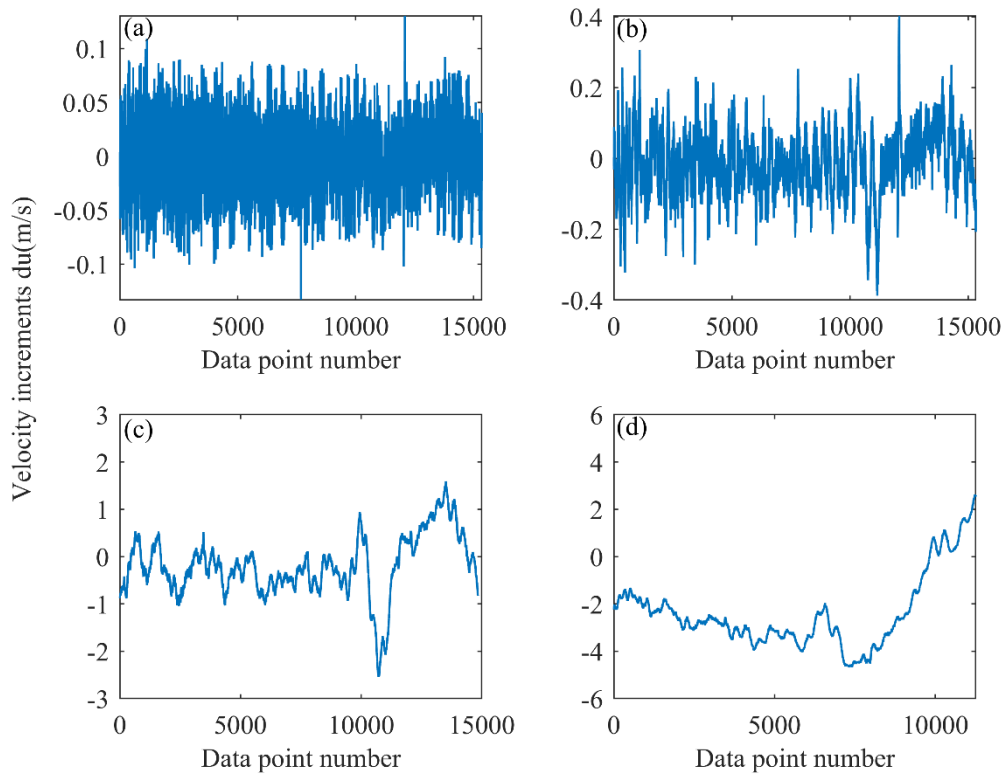 Velocity increments du(m/s)
(a)
0.1
0.05
0
-0.05
-0.1
0 5000 10000 15000
Data point number
(b)
0.4
0.2
0
-0.2
-0.4
0 5000 10000 15000
Data point number
(c)
3
2
1
0
-1
-2
-3
0 5000 10000 15000
Data point number
(d)
6
4
2
0
-2
-4
-6
0 5000 10000
Data point number